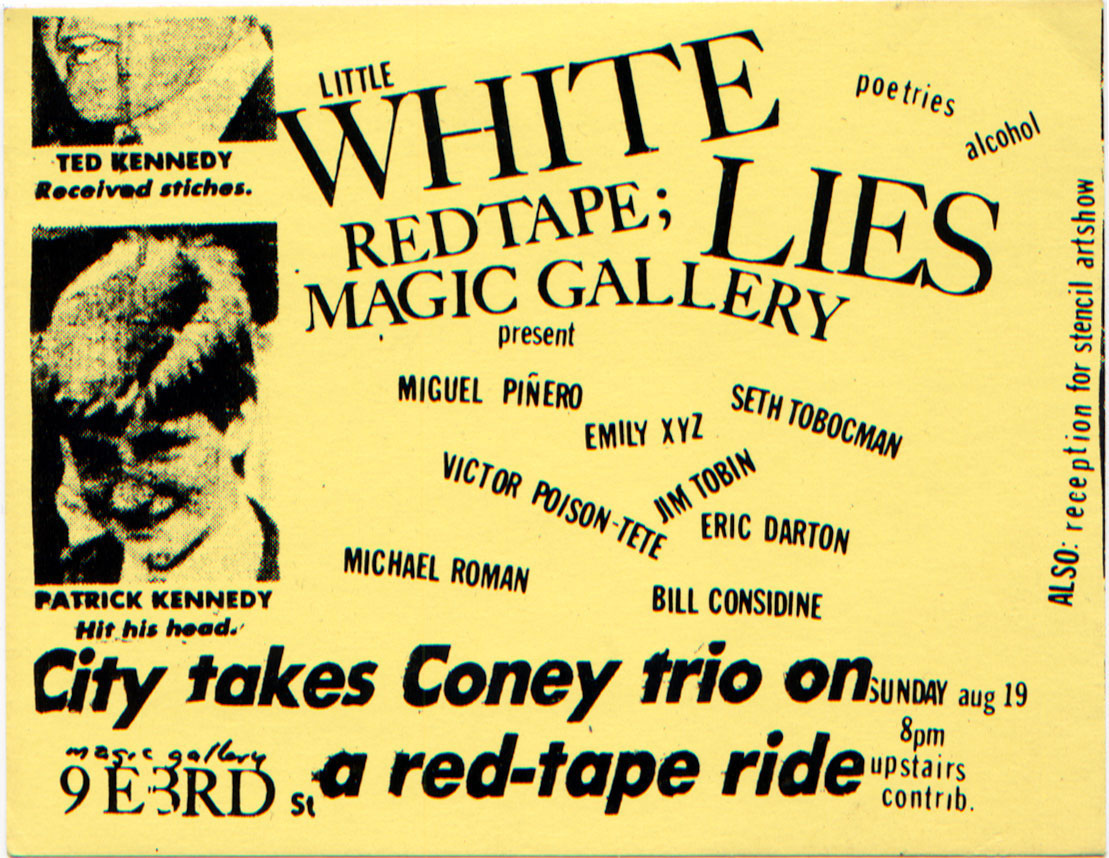 TED KENNEDY
Received stiches.
PATRICK KENNEDY
Hit his head.
LITTLE
WHITE
LIES
poetries
alcohol
REDTAPE;
MAGIC GALLERY
present
MIGUEL PIÑERO
SETH TOBOCMAN
EMILY XYZ
VICTOR POISON-TETE
JIM TOBIN
ERIC DARTON
MICHAEL ROMAN
BILL CONSIDINE
ALSO: reception for stencil artshow
City takes Coney trio on
a red-tape ride
SUNDAY aug 19
8pm
upstairs
contrib.
magic gallery
9 E 3RD St